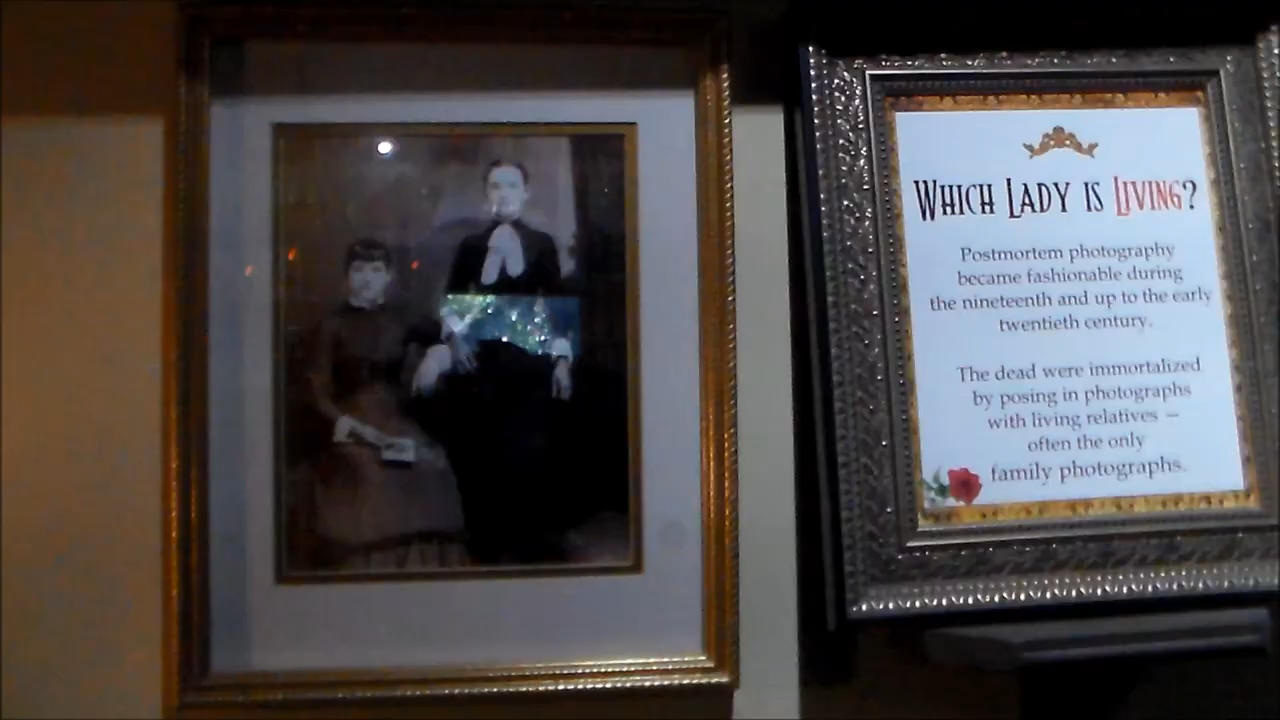 WHICH LADY IS LIVING?
Postmortem photography
became fashionable during
the nineteenth and up to the early
twentieth century.
The dead were immortalized
by posing in photographs
with living relatives —
often the only
family photographs.